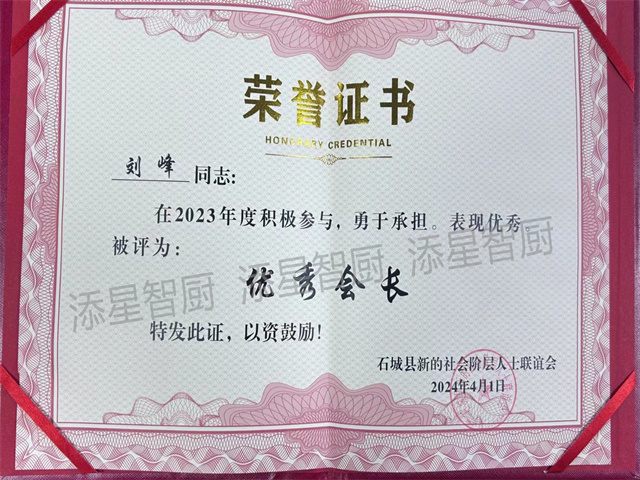 荣誉证书
HONORARY CREDENTIAL
刘峰 同志:
在2023年度积极参与，勇于承担。表现优秀，
被评为:
优秀会长
特发此证，以资鼓励!
石城县新的社会阶层人士联谊会
2024年4月1日
添星智厨 添星智厨 添星智厨